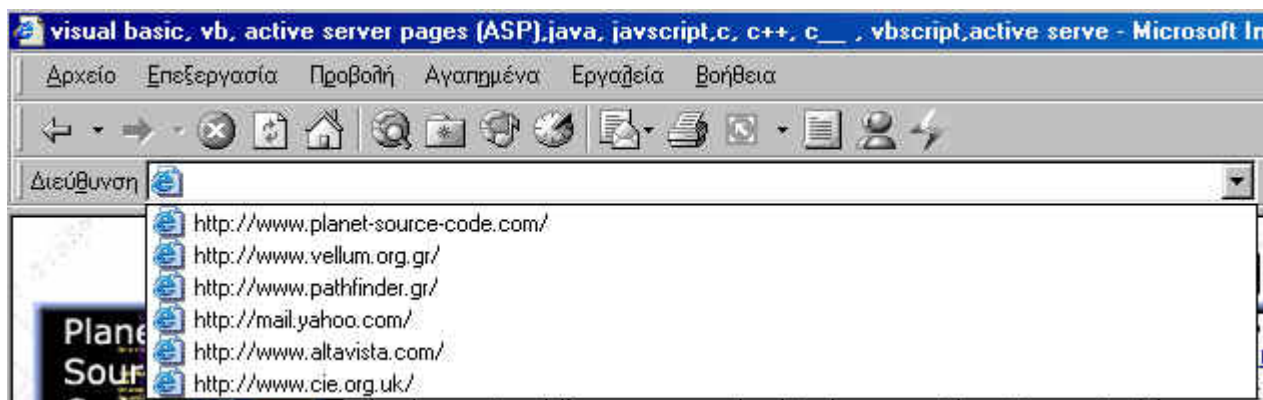 visual basic, vb, active server pages (ASP),java, javscript,c, c++, c__ , vbscript,active serve - Microsoft In
Αρχείο Επεξεργασία Προβολή Αγαπημένα Εργαλεία Βοήθεια
Διεύθυνση
http://www.planet-source-code.com/
http://www.vellum.org.gr/
http://www.pathfinder.gr/
http://mail.yahoo.com/
http://www.altavista.com/
http://www.cie.org.uk/
Plane
Sour